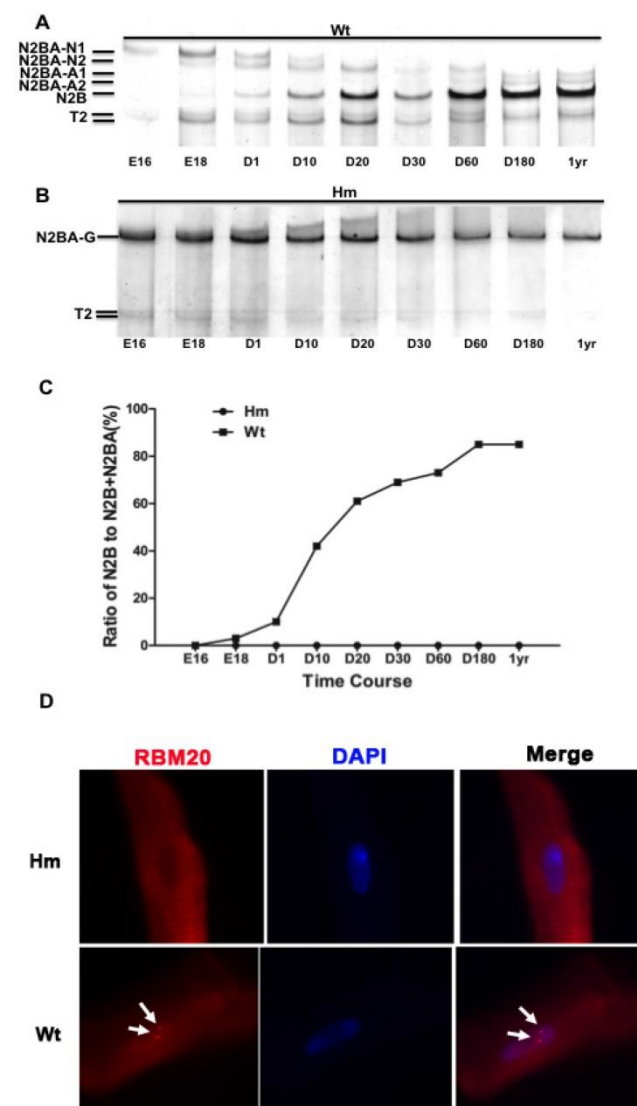 A
Wt
N2BA-N1
N2BA-N2
N2BA-A1
N2BA-A2
N2B
T2
E16 E18 D1 D10 D20 D30 D60 D180 1yr
B
Hm
N2BA-G
T2
E16 E18 D1 D10 D20 D30 D60 D180 1yr
C
Ratio of N2B to N2B+N2BA(%)
100
80
60
40
20
0
Hm
Wt
E16 E18 D1 D10 D20 D30 D60 D180 1yr
Time Course
D
RBM20 DAPI Merge
Hm
Wt